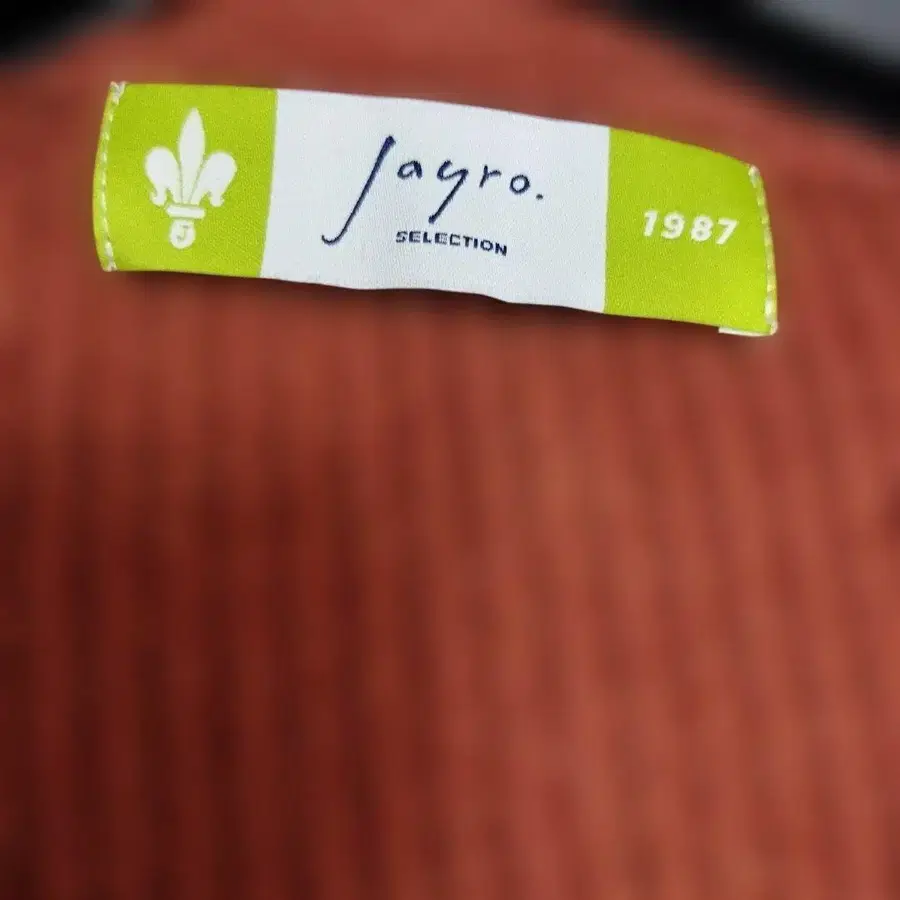 Jayro.
SELECTION
1987
J